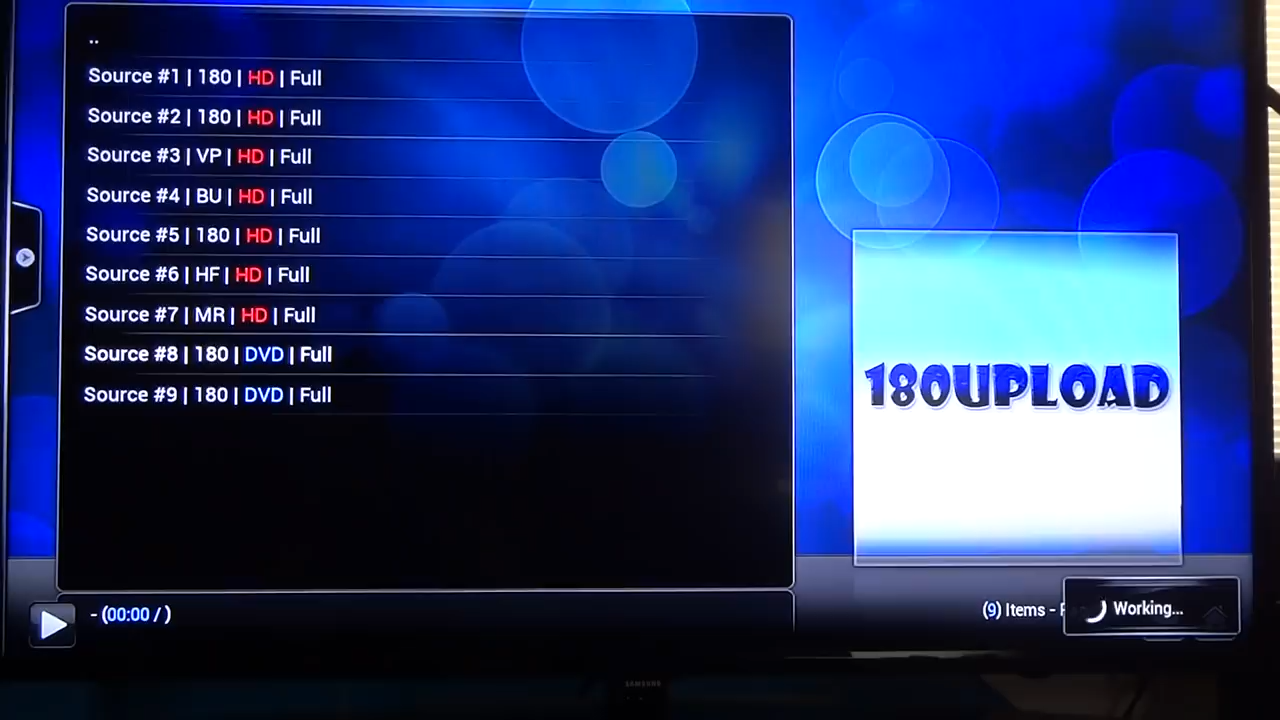 ..
Source #1 | 180 | HD | Full
Source #2 | 180 | HD | Full
Source #3 | VP | HD | Full
Source #4 | BU | HD | Full
Source #5 | 180 | HD | Full
Source #6 | HF | HD | Full
Source #7 | MR | HD | Full
Source #8 | 180 | DVD | Full
Source #9 | 180 | DVD | Full
180UPLOAD
- (00:00 / )
(9) Items -
Working...
SAMSUNG